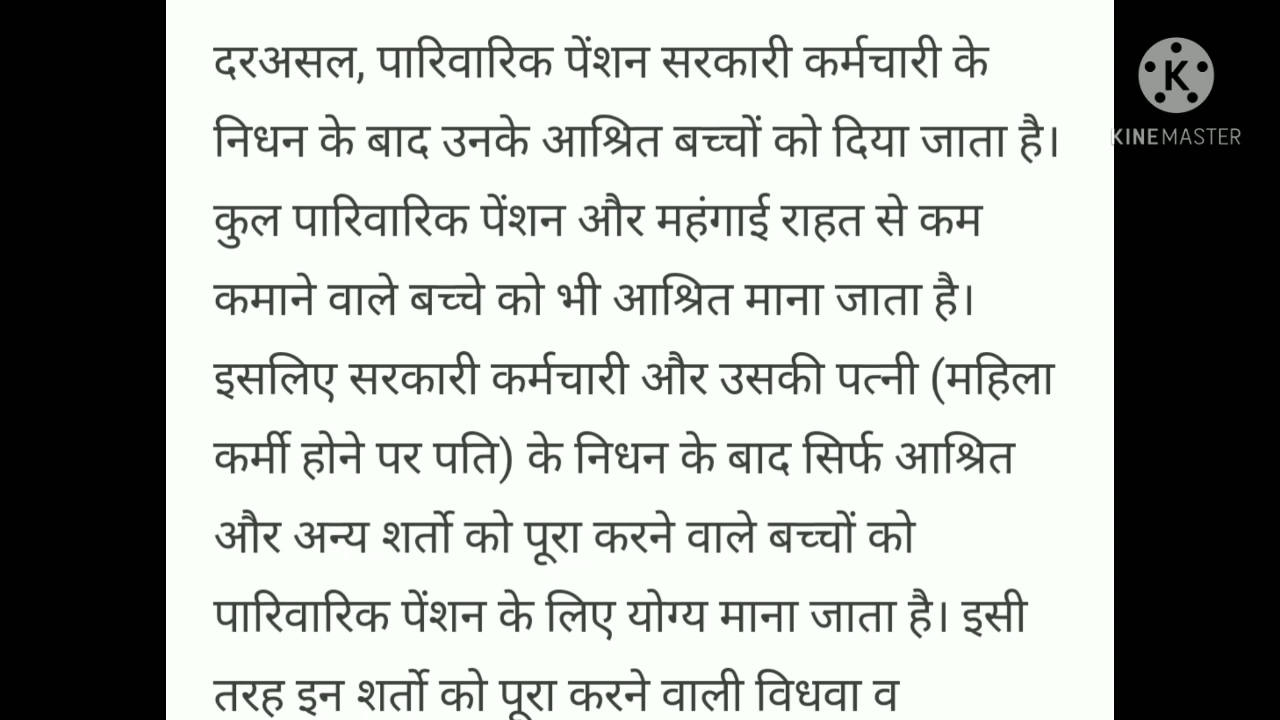 दरअसल, पारिवारिक पेंशन सरकारी कर्मचारी के
निधन के बाद उनके आश्रित बच्चों को दिया जाता है।
कुल पारिवारिक पेंशन और महंगाई राहत से कम
कमाने वाले बच्चे को भी आश्रित माना जाता है।
इसलिए सरकारी कर्मचारी और उसकी पत्नी (महिला
कर्मी होने पर पति) के निधन के बाद सिर्फ आश्रित
और अन्य शर्तो को पूरा करने वाले बच्चों को
पारिवारिक पेंशन के लिए योग्य माना जाता है। इसी
तरह इन शर्तो को पूरा करने वाली विधवा व
K
KINEMASTER